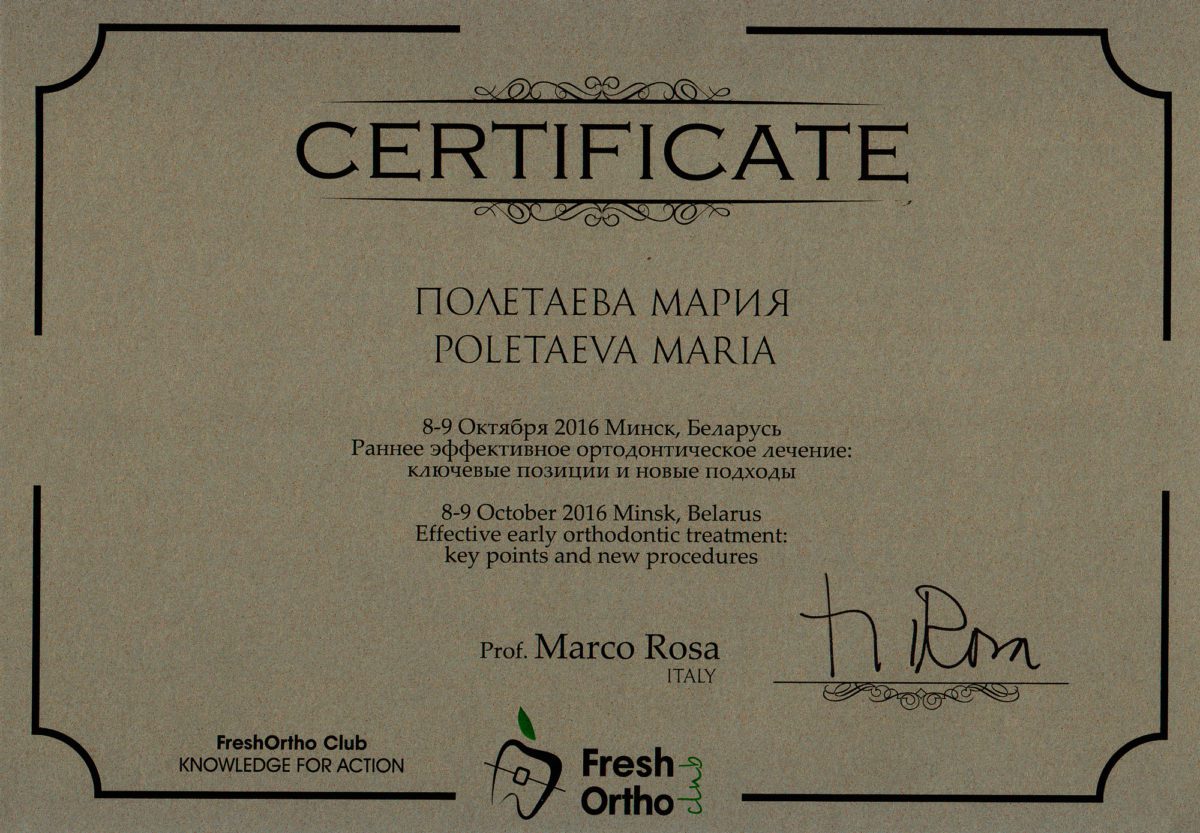 CERTIFICATE
ПОЛЕТАЕВА МАРИЯ
POLETAEVA MARIA
8-9 Октября 2016 Минск, Беларусь
Раннее эффективное ортодонтическое лечение:
ключевые позиции и новые подходы
8-9 October 2016 Minsk, Belarus
Effective early orthodontic treatment:
key points and new procedures
Prof. Marco Rosa
ITALY
Rosa
FreshOrtho Club
KNOWLEDGE FOR ACTION
Fresh
Ortho
club